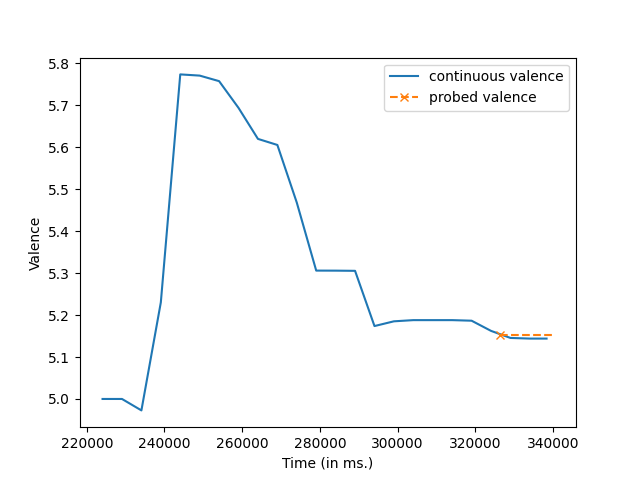 continuous valence
probed valence
5.8
5.7
5.6
5.5
5.4
5.3
5.2
5.1
5.0
Valence
220000 240000 260000 280000 300000 320000 340000
Time (in ms.)